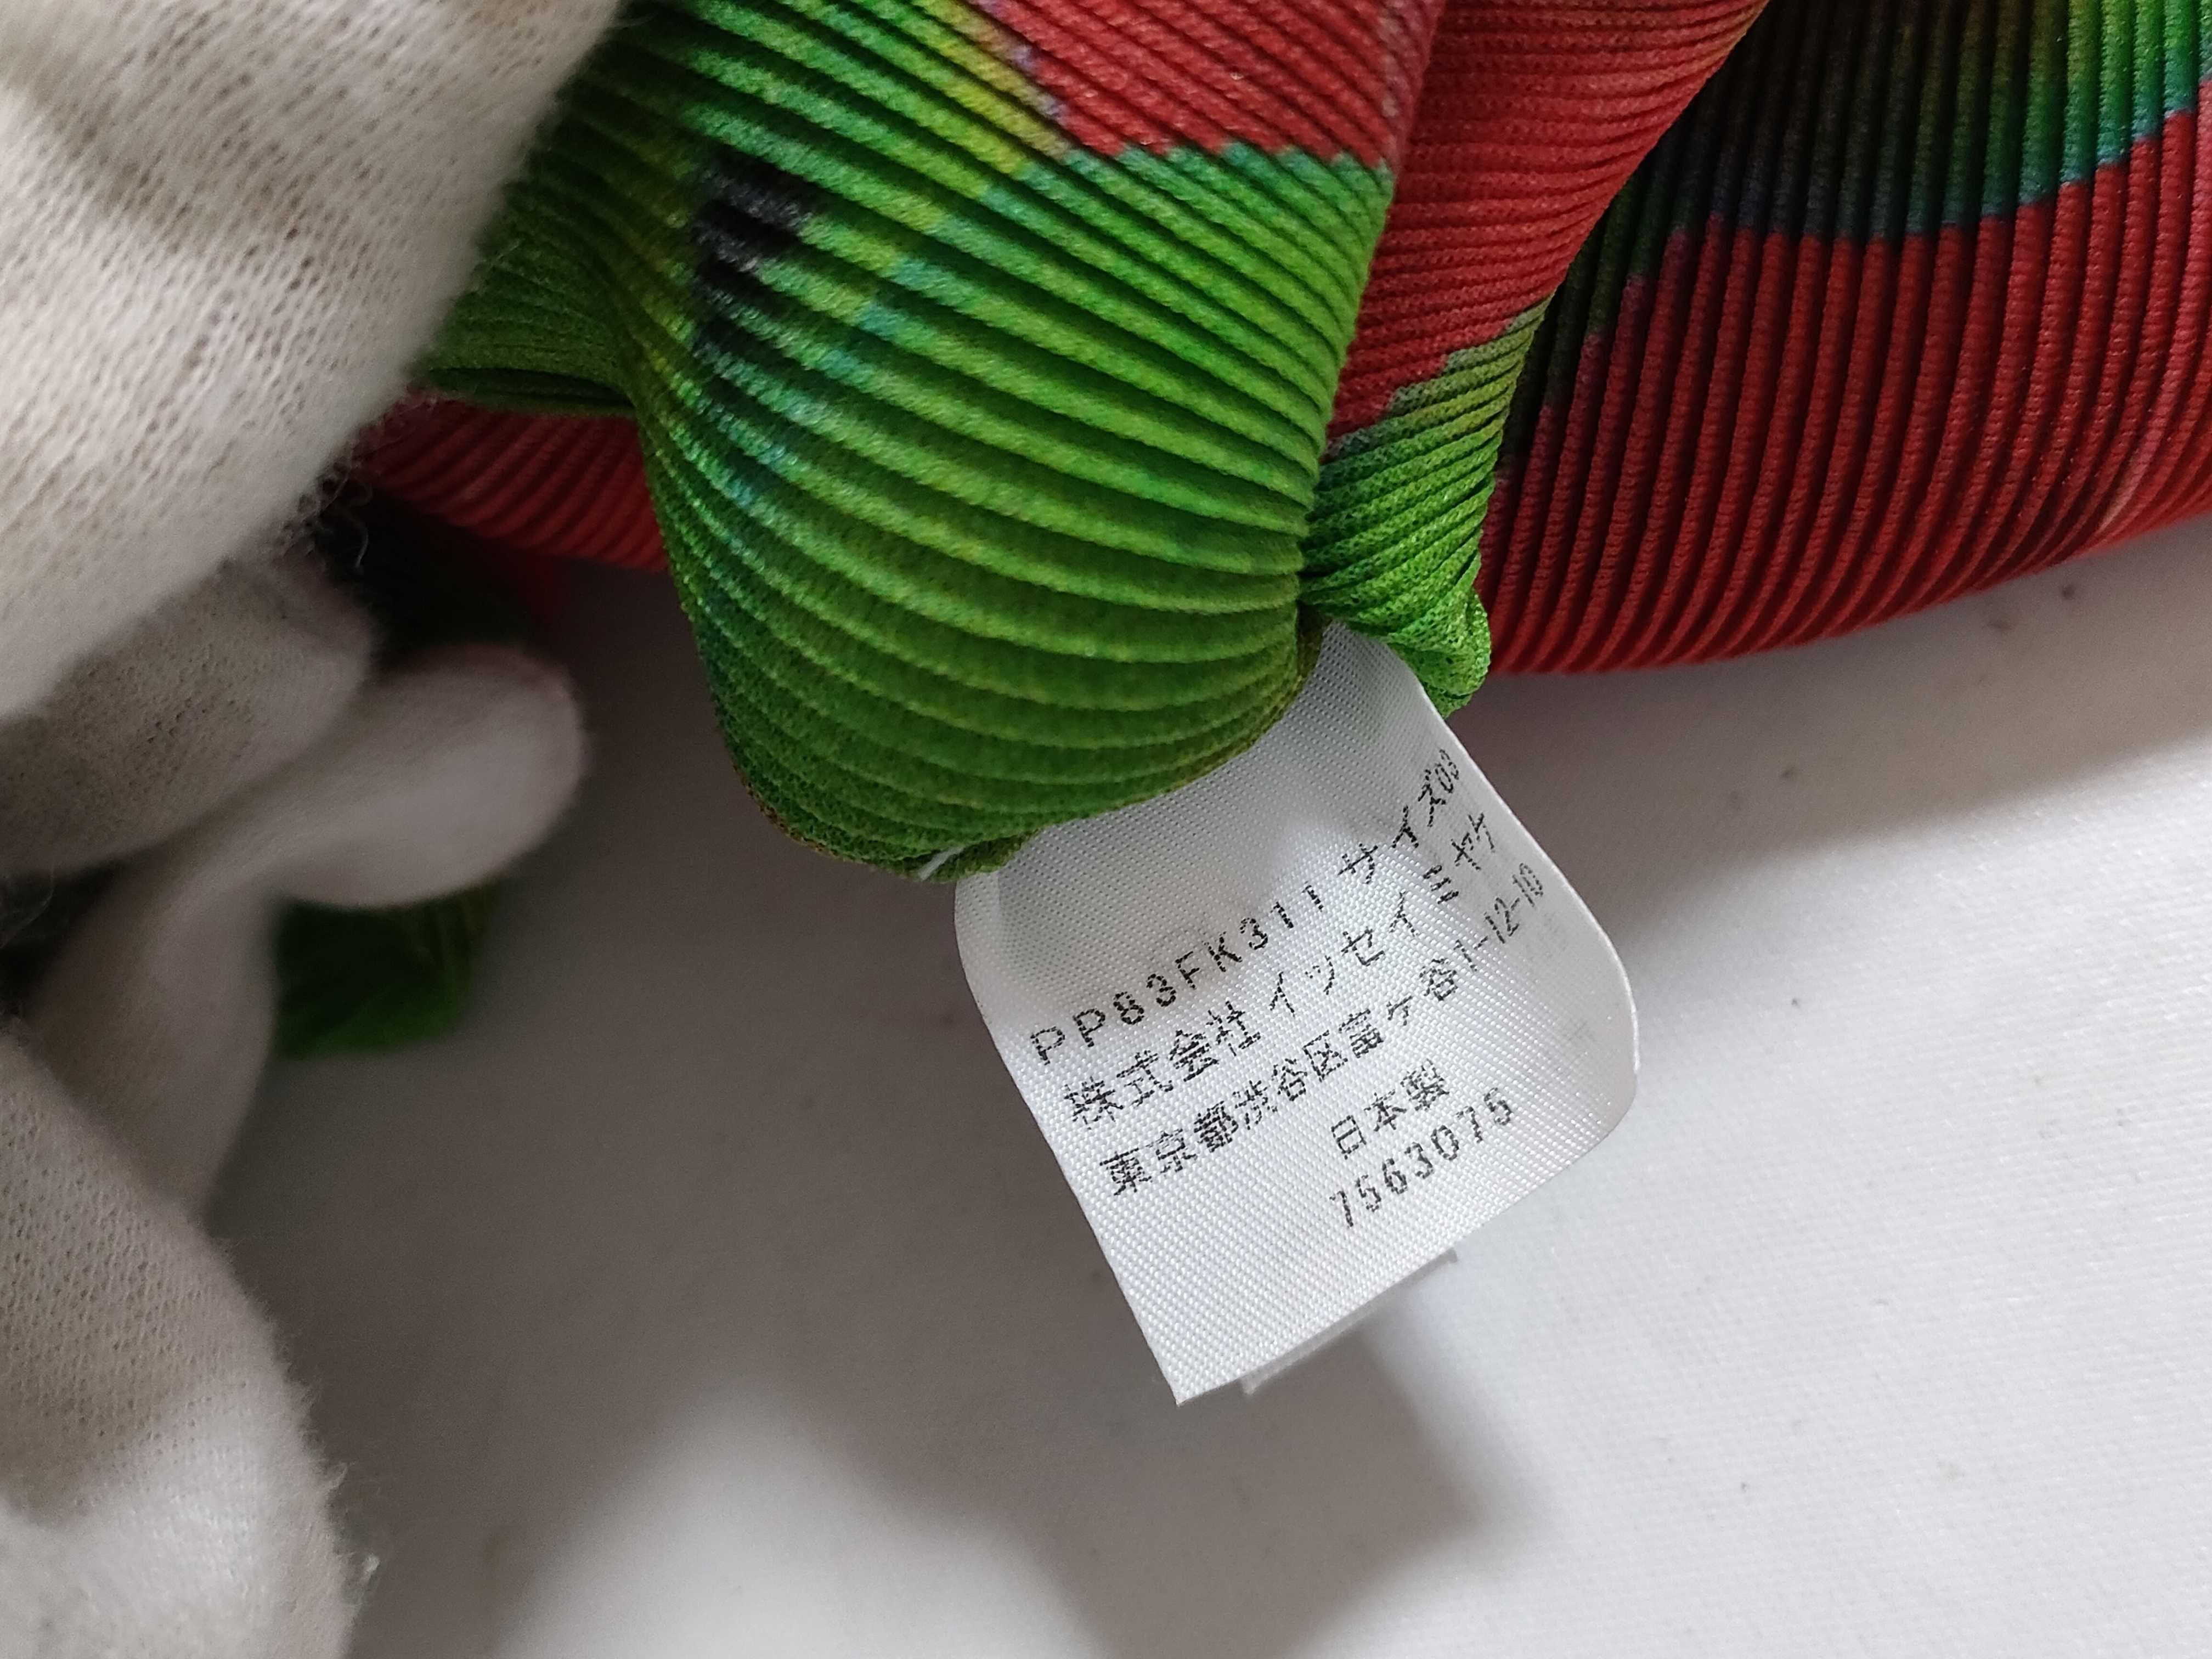 PP83FK311 サイズ03
株式会社 イッセイミヤケ
東京都渋谷区富ヶ谷1-12-10
日本製
7563075